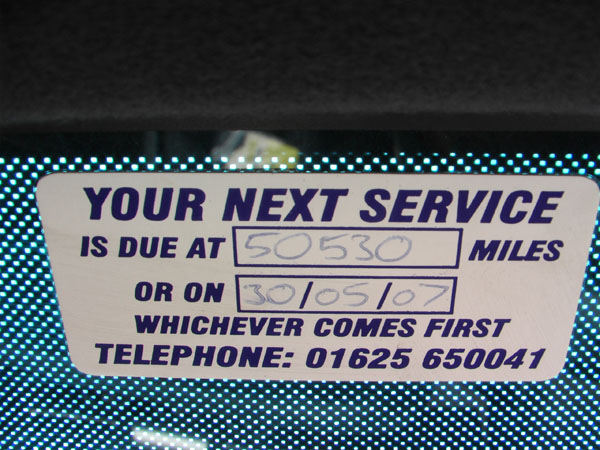 YOUR NEXT SERVICE
IS DUE AT 50530 MILES
OR ON 30/05/07
WHICHEVER COMES FIRST
TELEPHONE: 01625 650041